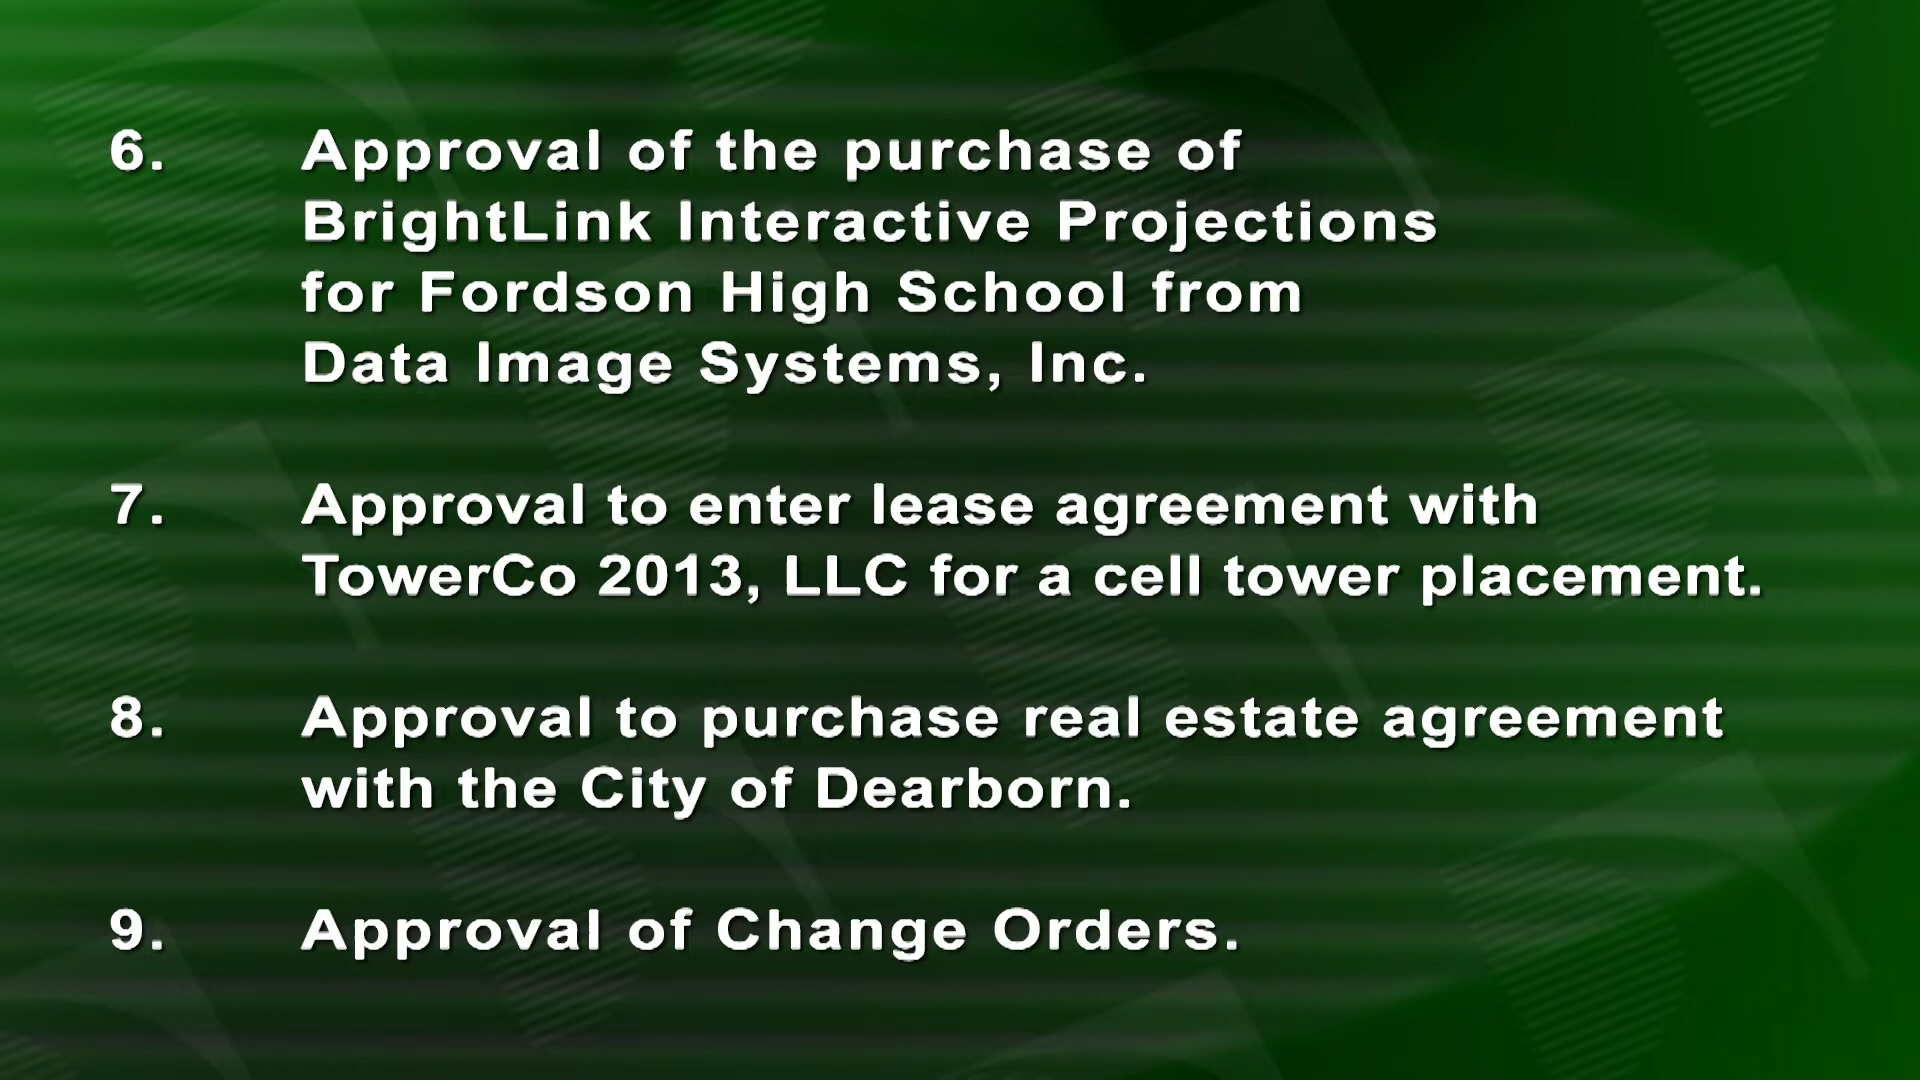 6. Approval of the purchase of
BrightLink Interactive Projections
for Fordson High School from
Data Image Systems, Inc.
7. Approval to enter lease agreement with
TowerCo 2013, LLC for a cell tower placement.
8. Approval to purchase real estate agreement
with the City of Dearborn.
9. Approval of Change Orders.